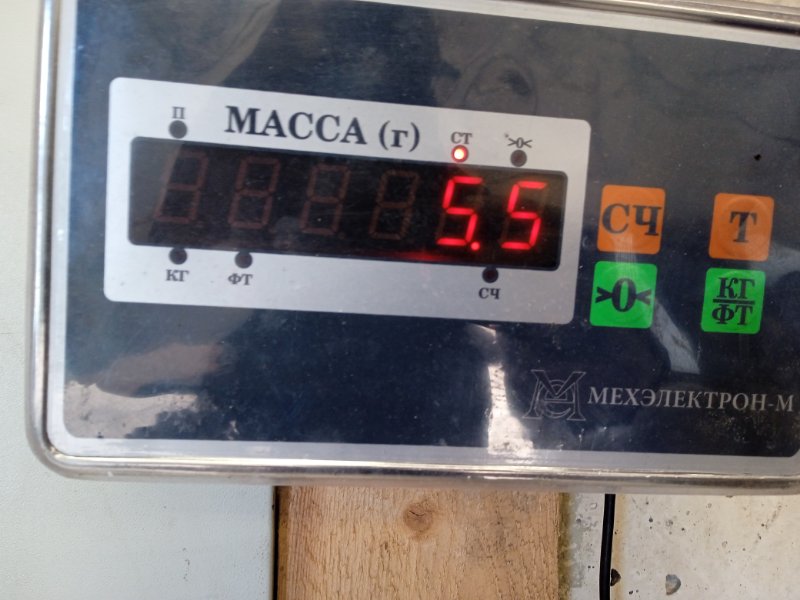 П
МАССА (г)
СТ
>0<
5.5
КГ
ФТ
СЧ
СЧ
Т
>0<
КГ
ФТ
МЕХЭЛЕКТРОН-М